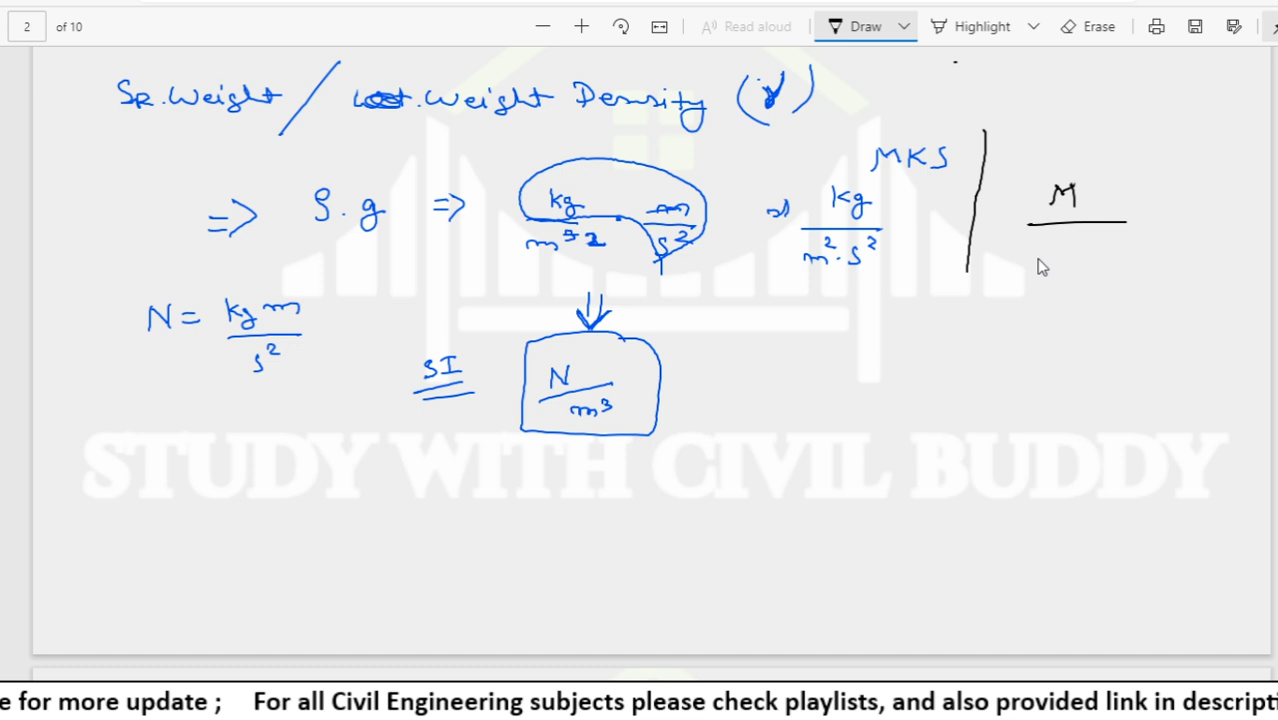 2 of 10 Read aloud Draw Highlight Erase
Sp. Weight / Weight Density (γ)
MKS
=> ρ.g => kg/m³ m/s² => kg/m².s² M
N = kg m/s²
SI N/m³
STUDY WITH CIVIL BUDDY
e for more update ; For all Civil Engineering subjects please check playlists, and also provided link in descripti